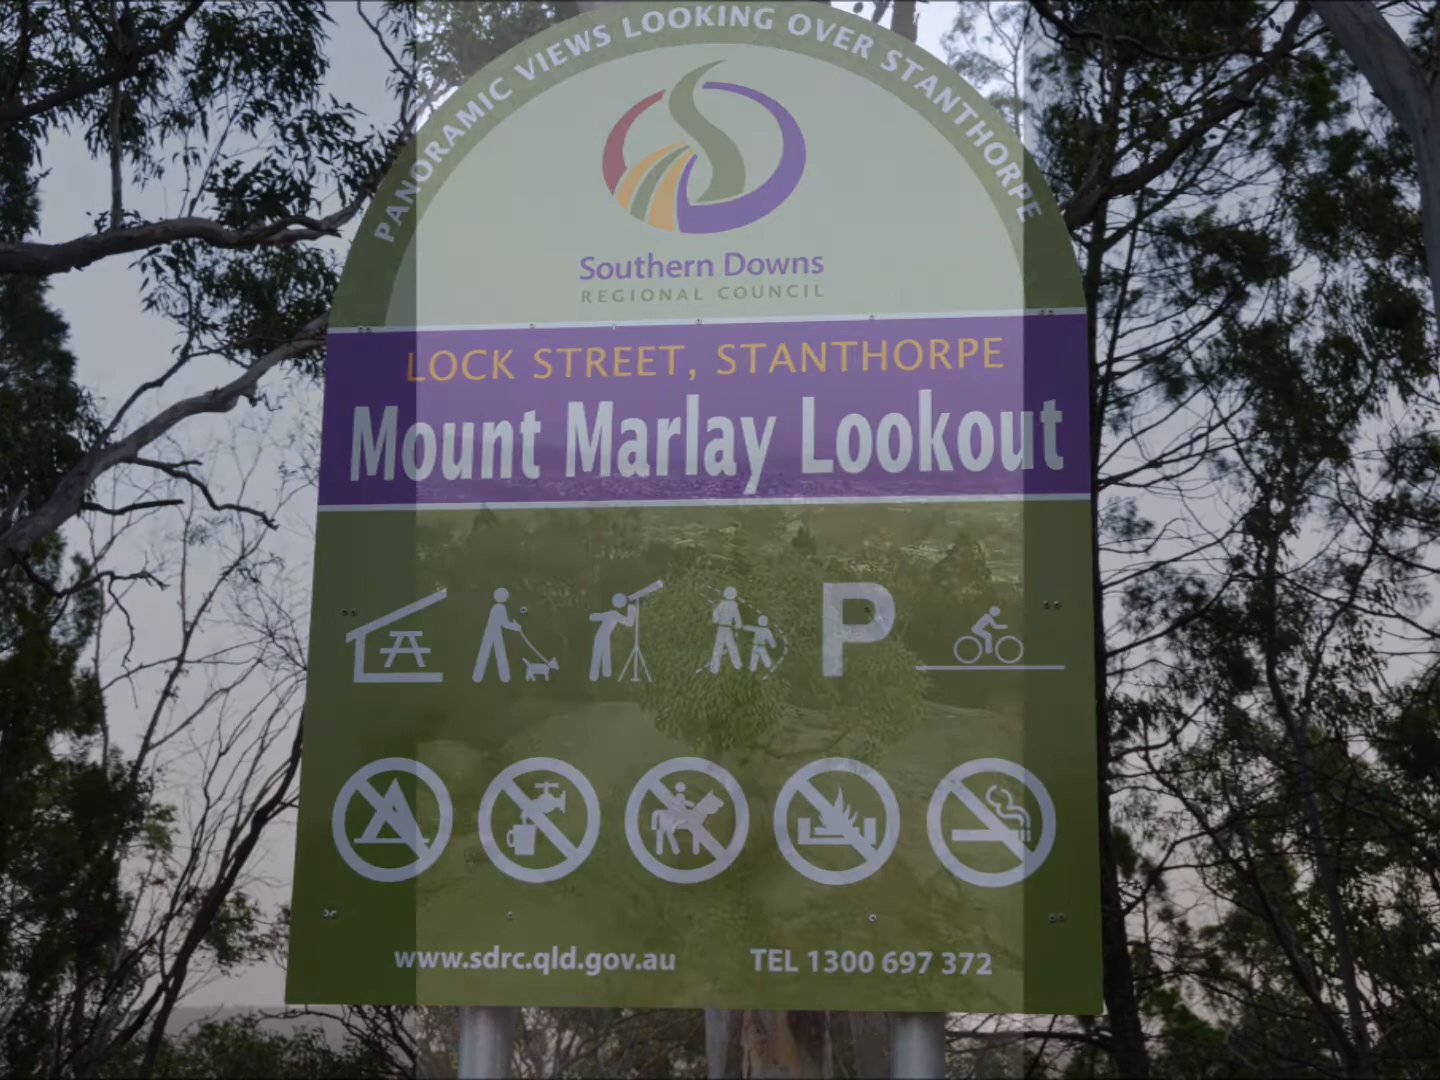 PANORAMIC VIEWS LOOKING OVER STANTHORPE
Southern Downs
REGIONAL COUNCIL
LOCK STREET, STANTHORPE
Mount Marlay Lookout
P
www.sdrc.qld.gov.au TEL 1300 697 372